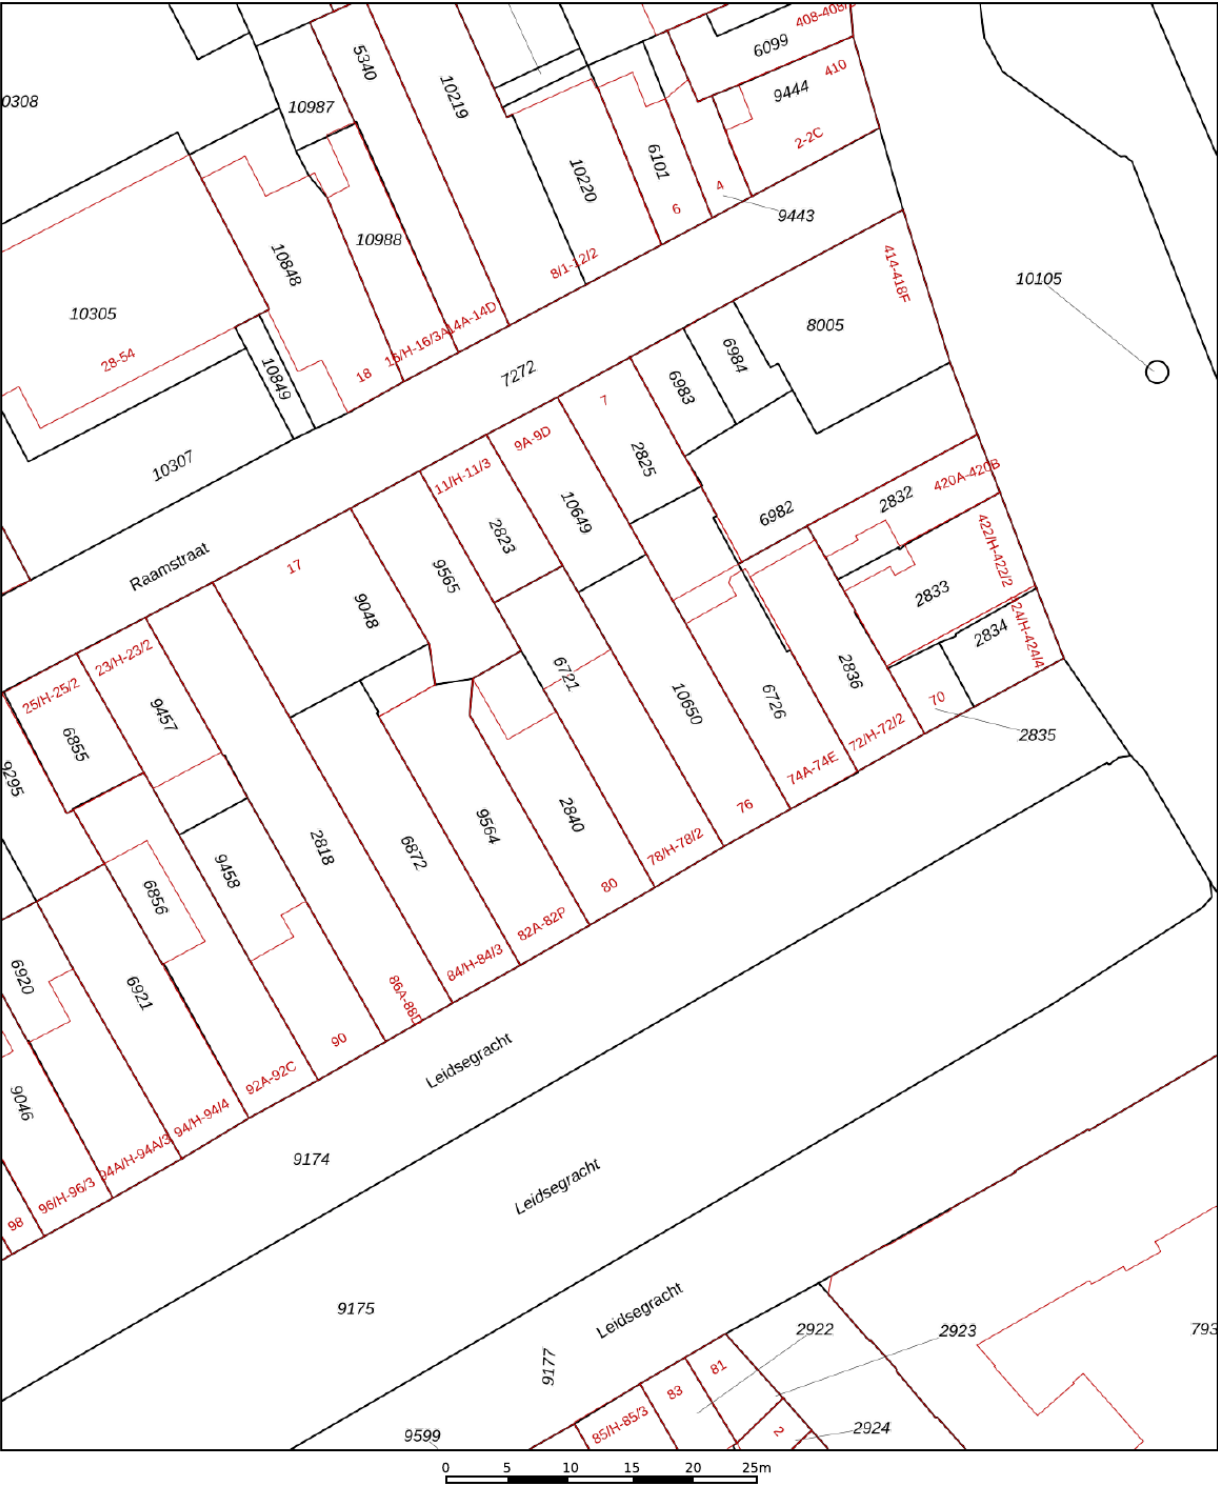 408-408/
6099
410
5340
9444
10219
0308
10987
2-2C
6101
10220
4
6
9443
10988
10848
8/1-12/2
414-418F
10105
10305
14A-14D
8005
28-54
16/H-16/3A
6984
18
7272
6983
10849
7
9A-9D
2825
10307
11/H-11/3
420A-420B
2832
10649
6982
2823
422/H-422/2
Raamstraat
17
9565
2833
9048
24/H-424/4
2834
23/H-23/2
6721
2836
25/H-25/2
9457
10650
6726
70
72/H-72/2
2835
6855
9295
74A-74E
76
2840
9564
78/H-78/2
2818
6872
9458
80
6856
82A-82P
84/H-84/3
6920
6921
86A-88D
90
Leidsegracht
92A-92C
9046
94/H-94/4
94A/H-94A/3
9174
Leidsegracht
96/H-96/3
98
9175
Leidsegracht
2922
2923
793
9177
81
83
85/H-85/3
2
2924
9599
0 5 10 15 20 25m